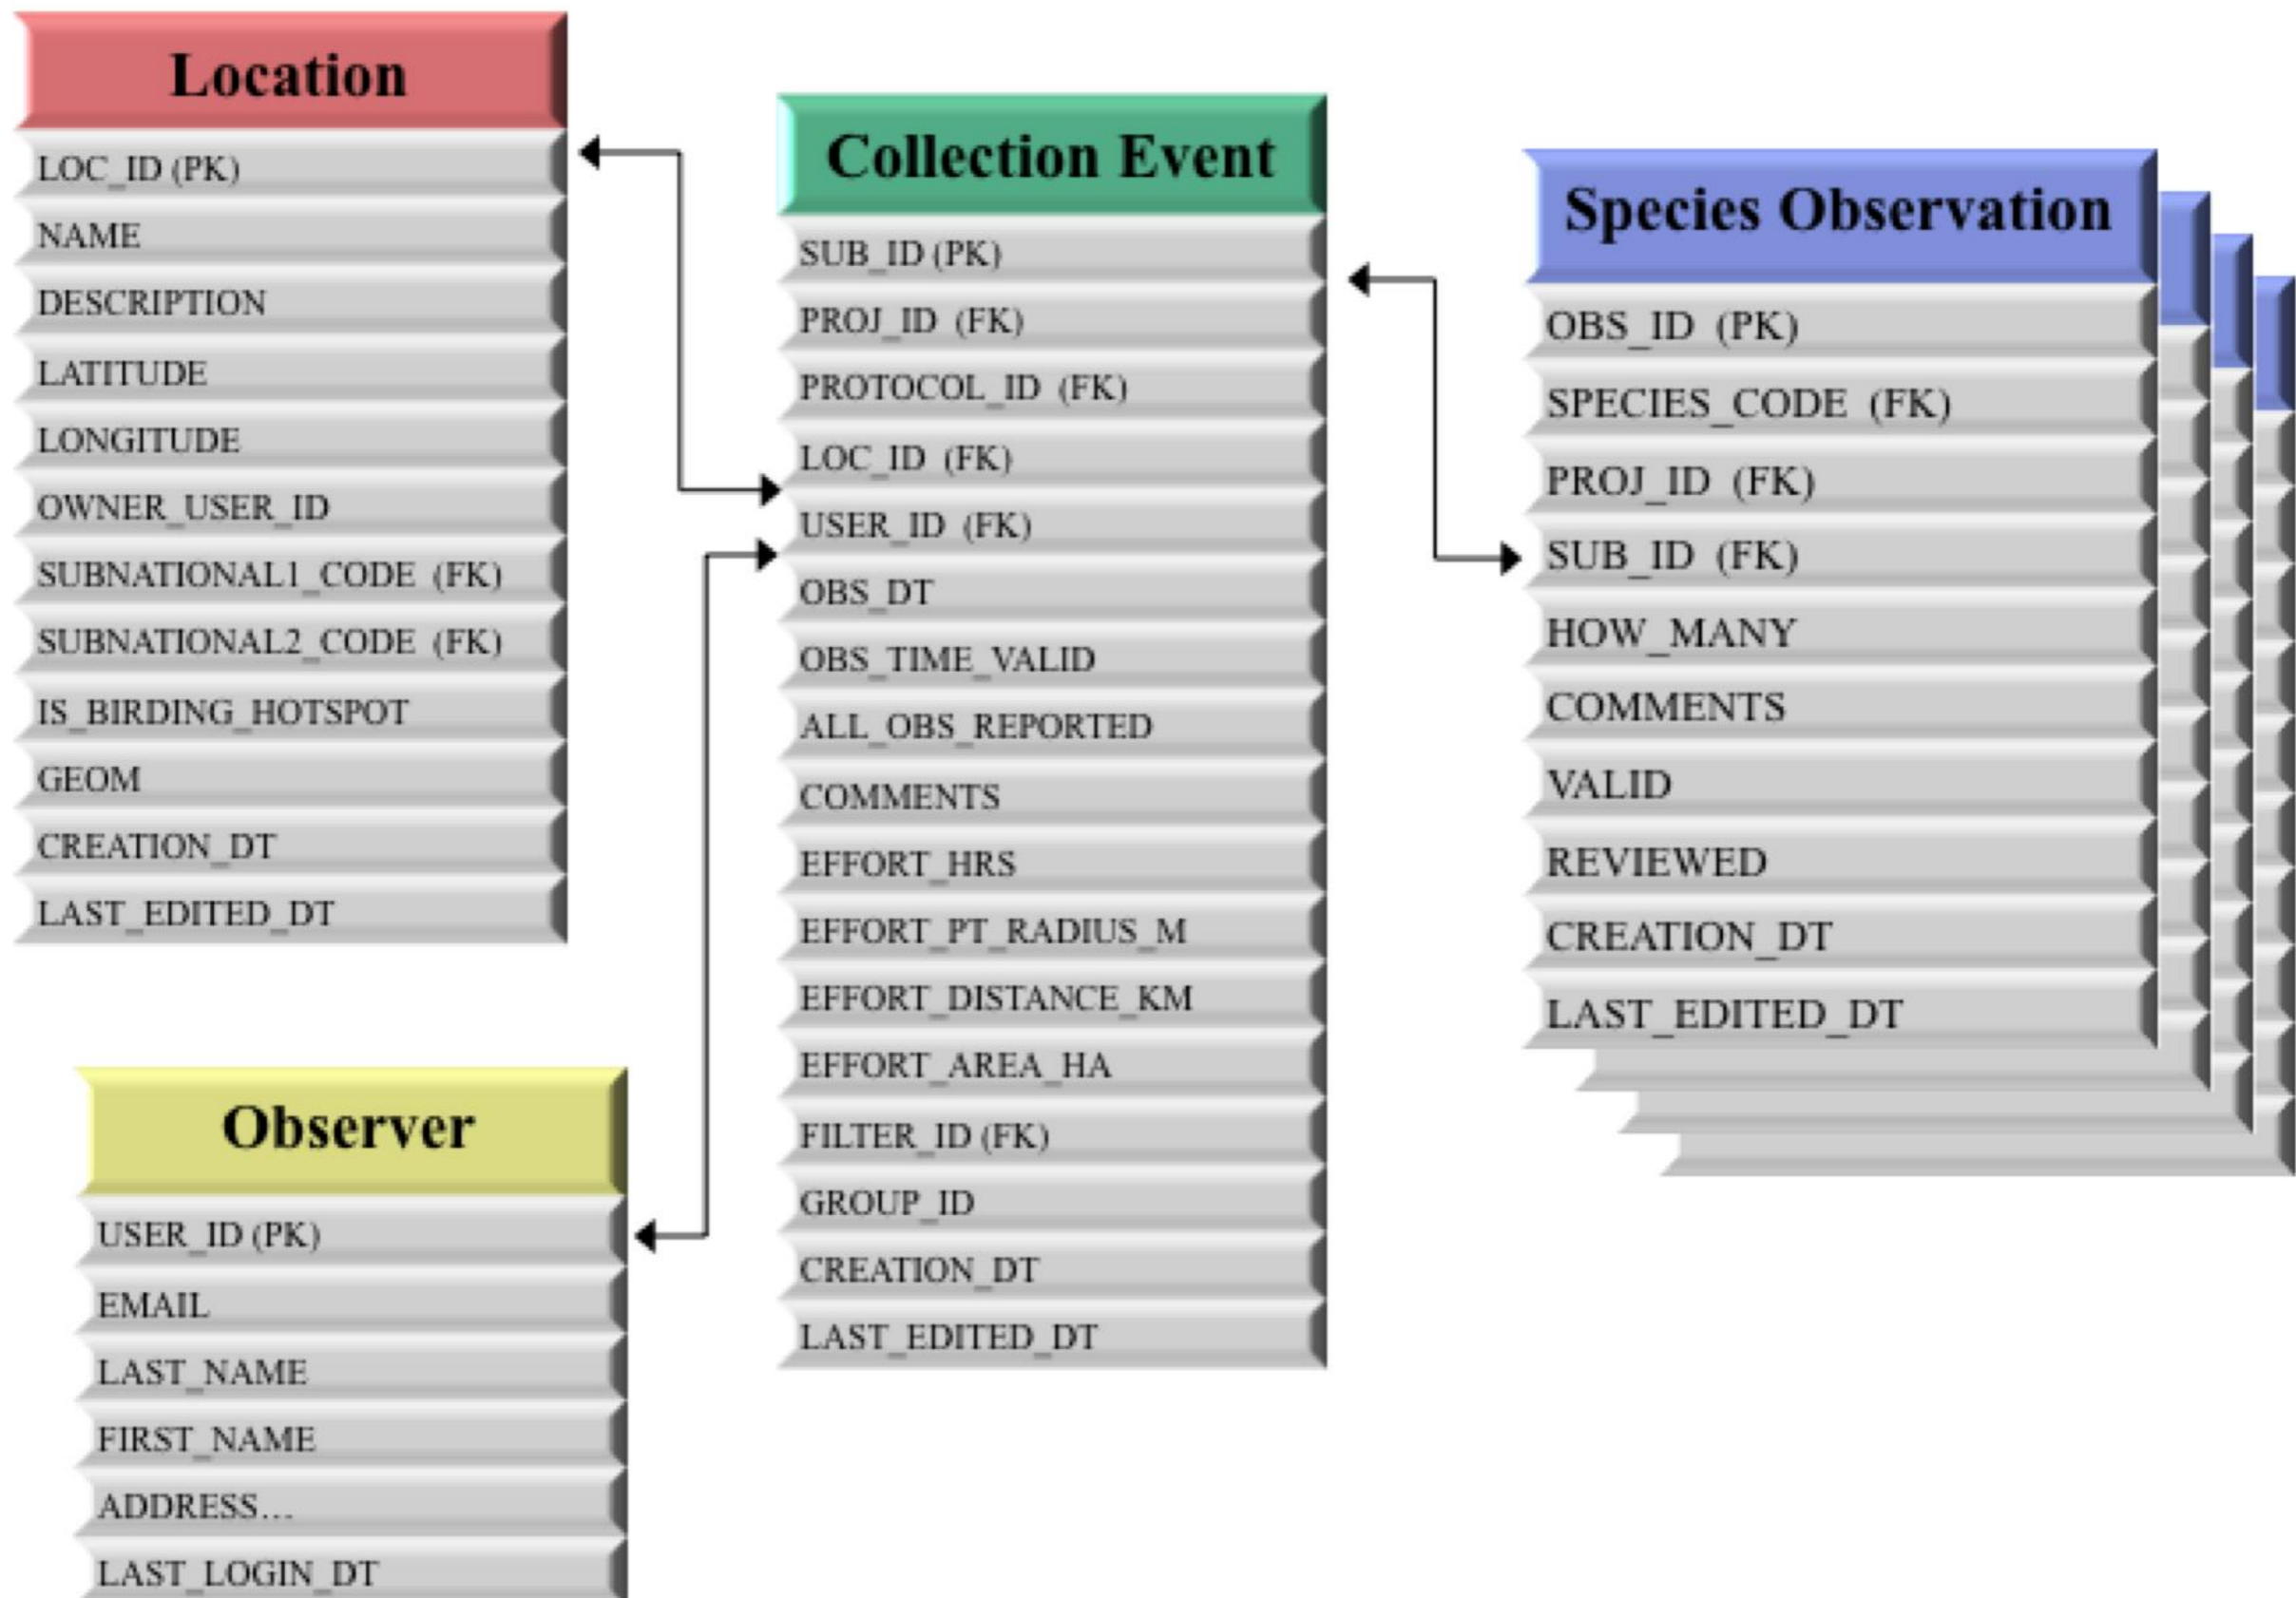 Location
LOC_ID (PK)
NAME
DESCRIPTION
LATITUDE
LONGITUDE
OWNER_USER_ID
SUBNATIONAL1_CODE (FK)
SUBNATIONAL2_CODE (FK)
IS_BIRDING_HOTSPOT
GEOM
CREATION_DT
LAST_EDITED_DT
Observer
USER_ID (PK)
EMAIL
LAST_NAME
FIRST_NAME
ADDRESS...
LAST_LOGIN_DT
Collection Event
SUB_ID (PK)
PROJ_ID (FK)
PROTOCOL_ID (FK)
LOC_ID (FK)
USER_ID (FK)
OBS_DT
OBS_TIME_VALID
ALL_OBS_REPORTED
COMMENTS
EFFORT_HRS
EFFORT_PT_RADIUS_M
EFFORT_DISTANCE_KM
EFFORT_AREA_HA
FILTER_ID (FK)
GROUP_ID
CREATION_DT
LAST_EDITED_DT
Species Observation
OBS_ID (PK)
SPECIES_CODE (FK)
PROJ_ID (FK)
SUB_ID (FK)
HOW_MANY
COMMENTS
VALID
REVIEWED
CREATION_DT
LAST_EDITED_DT